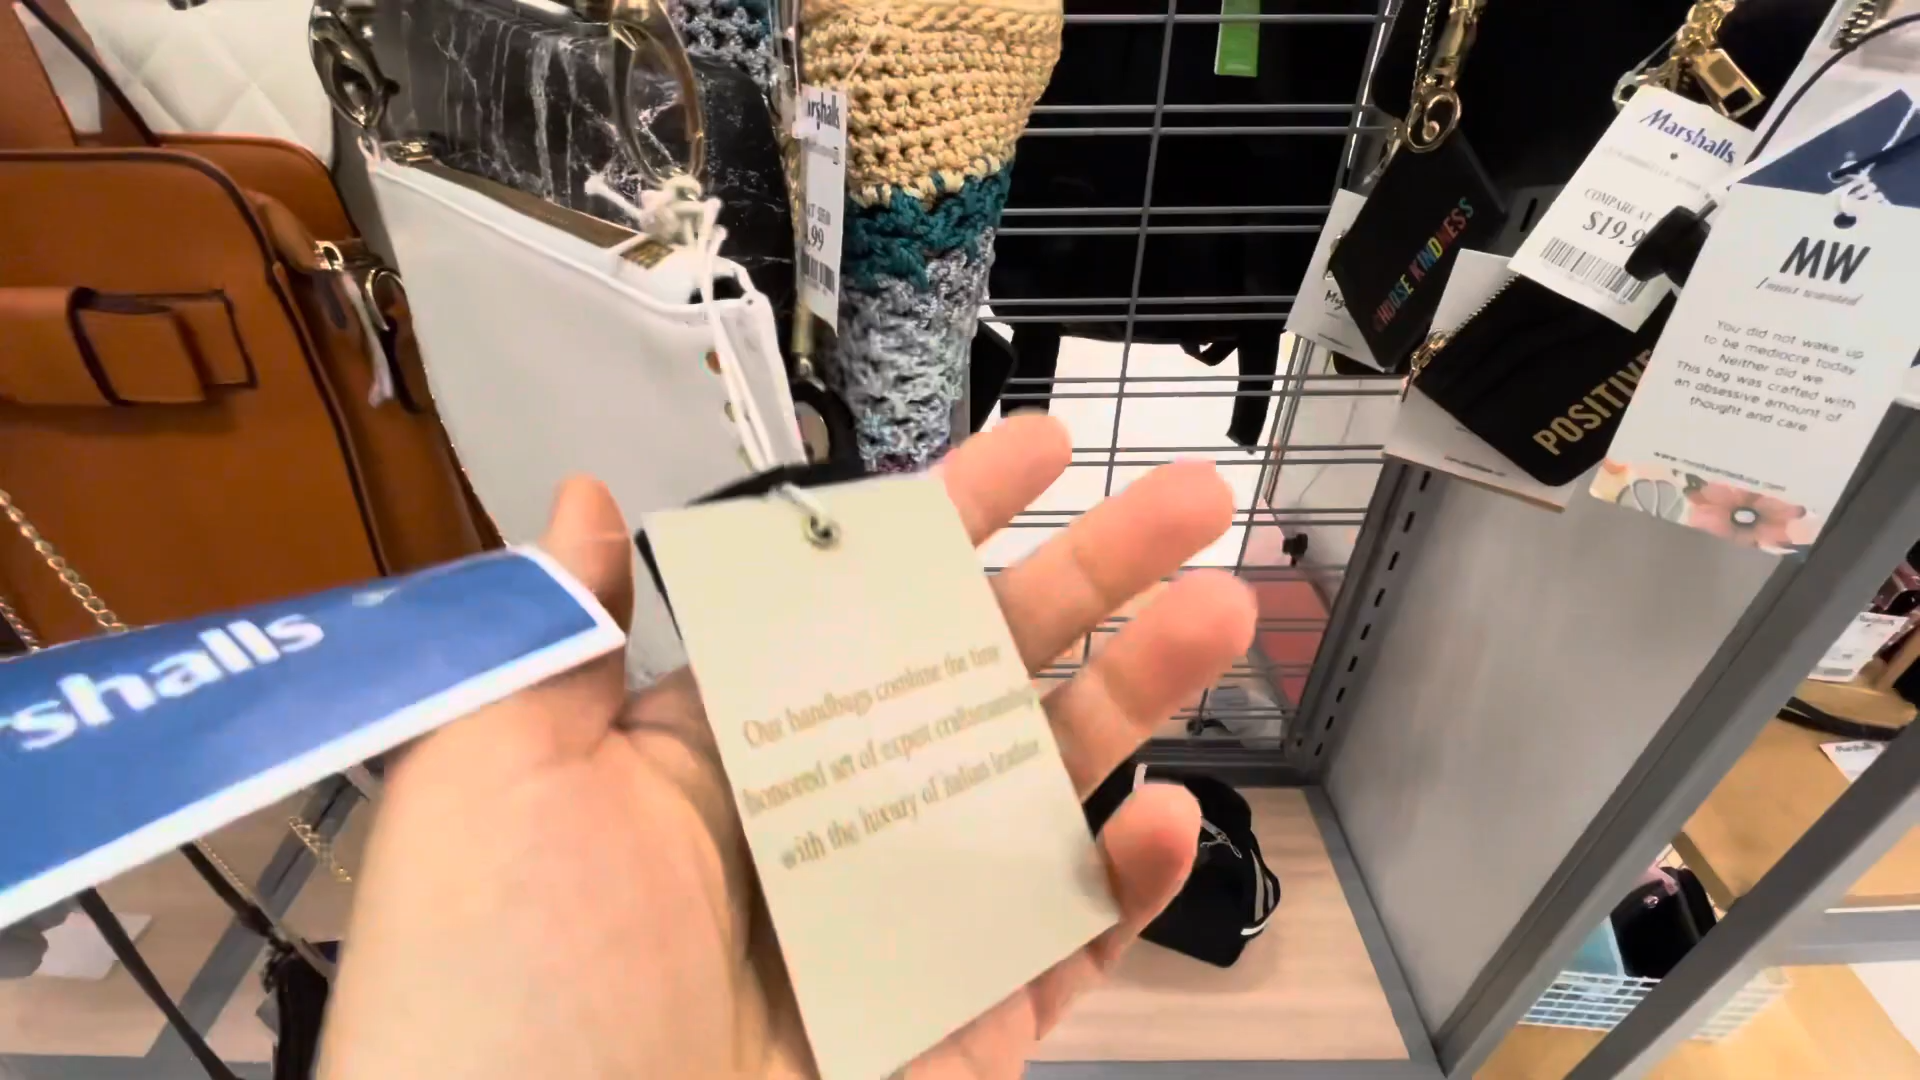 Marshalls
$19.9
COMPARE AT
CHOOSE KINDNESS
POSITIVE
MW
most wanted
You did not wake up
to be mediocre today
Neither did we
This bag was crafted with
an obsessive amount of
thought and care
arshalls
.99
rshalls
Our handbags combine the time
honored art of expert craftsmanship
with the luxury of Italian leather